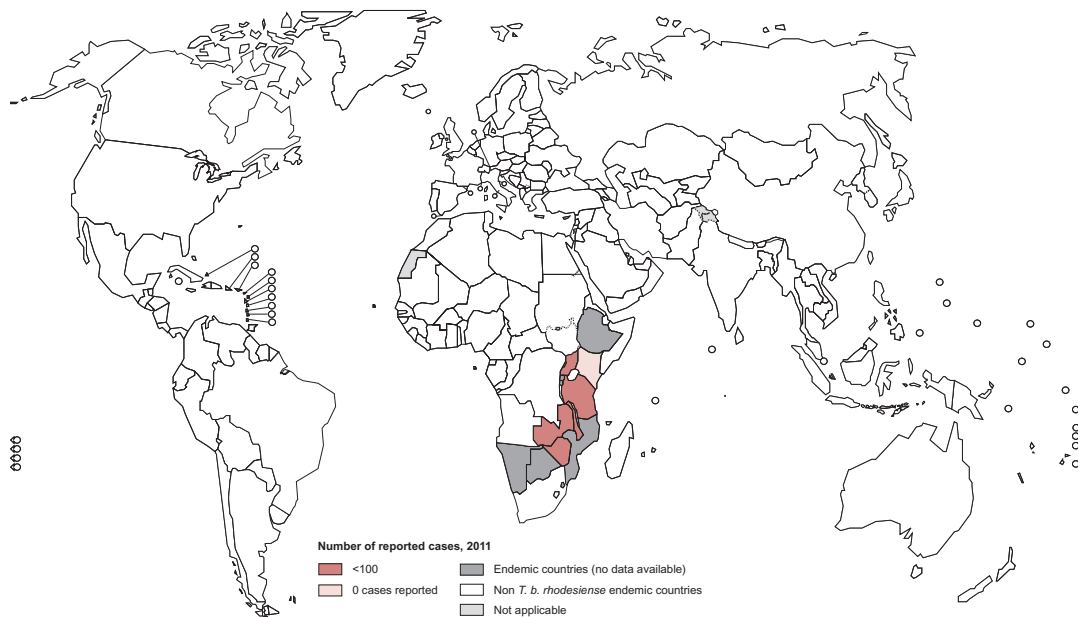 Number of reported cases, 2011
<100
0 cases reported
Endemic countries (no data available)
Non T. b. rhodesiense endemic countries
Not applicable